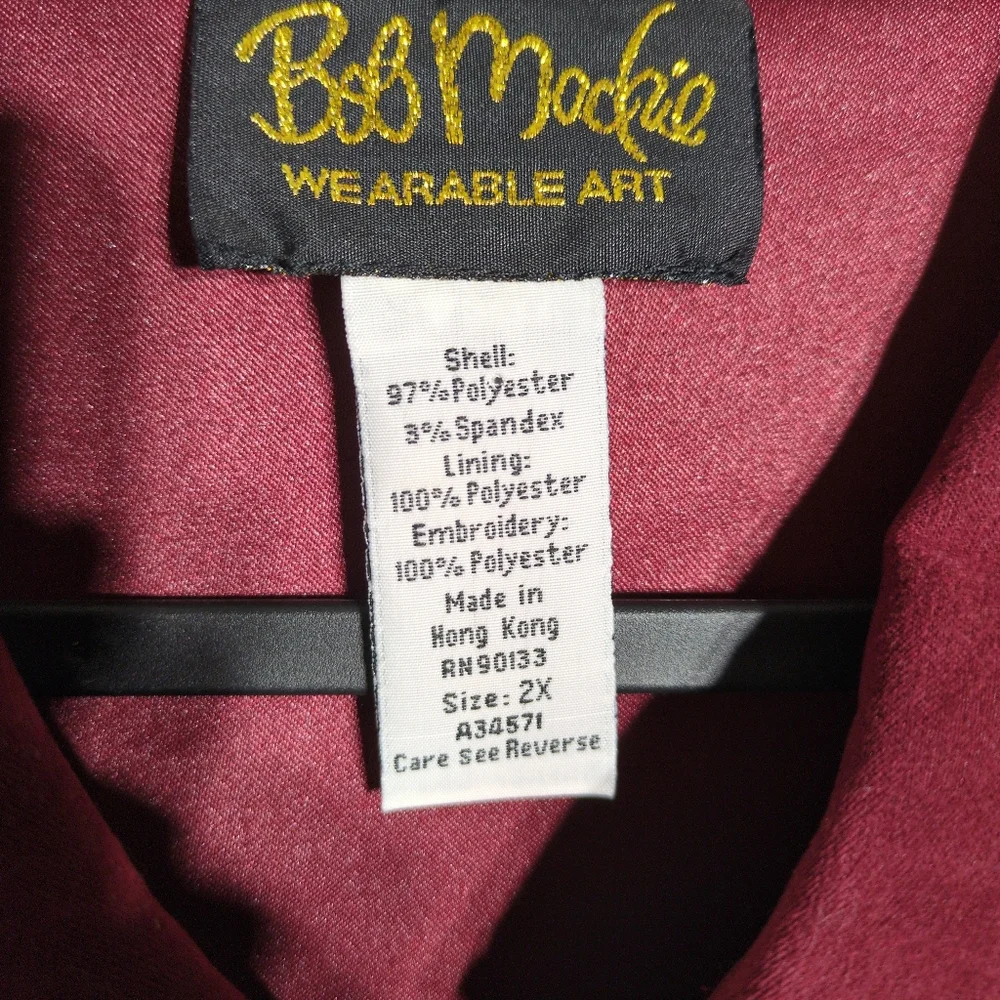 Bob Mackie
WEARABLE ART
Shell:
97%Polyester
3%Spandex
Lining:
100% Polyester
Embroidery:
100% Polyester
Made in
Hong Kong
RN90133
Size: 2X
A34571
Care See Reverse